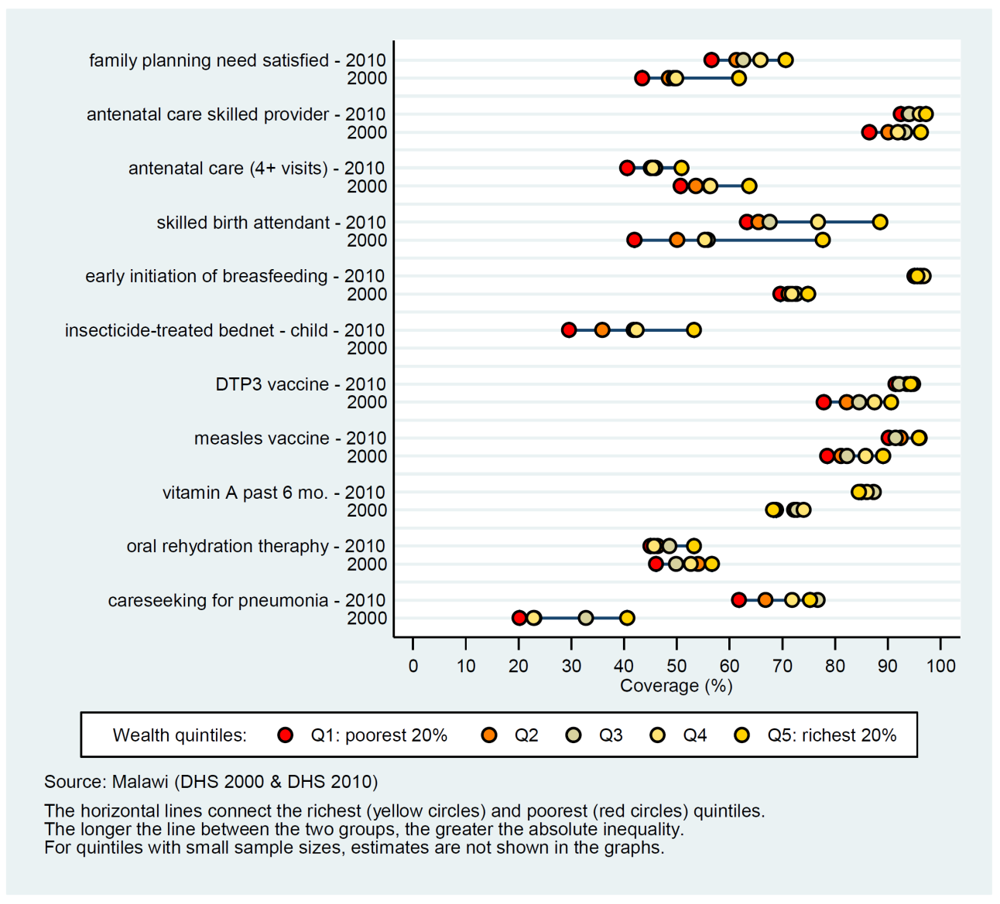 family planning need satisfied - 2010
2000
antenatal care skilled provider - 2010
2000
antenatal care (4+ visits) - 2010
2000
skilled birth attendant - 2010
2000
early initiation of breasfeeding - 2010
2000
insecticide-treated bednet - child - 2010
2000
DTP3 vaccine - 2010
2000
measles vaccine - 2010
2000
vitamin A past 6 mo. - 2010
2000
oral rehydration theraphy - 2010
2000
careseeking for pneumonia - 2010
2000
0 10 20 30 40 50 60 70 80 90 100
Coverage (%)
Wealth quintiles: Q1: poorest 20% Q2 Q3 Q4 Q5: richest 20%
Source: Malawi (DHS 2000 & DHS 2010)
The horizontal lines connect the richest (yellow circles) and poorest (red circles) quintiles.
The longer the line between the two groups, the greater the absolute inequality.
For quintiles with small sample sizes, estimates are not shown in the graphs.